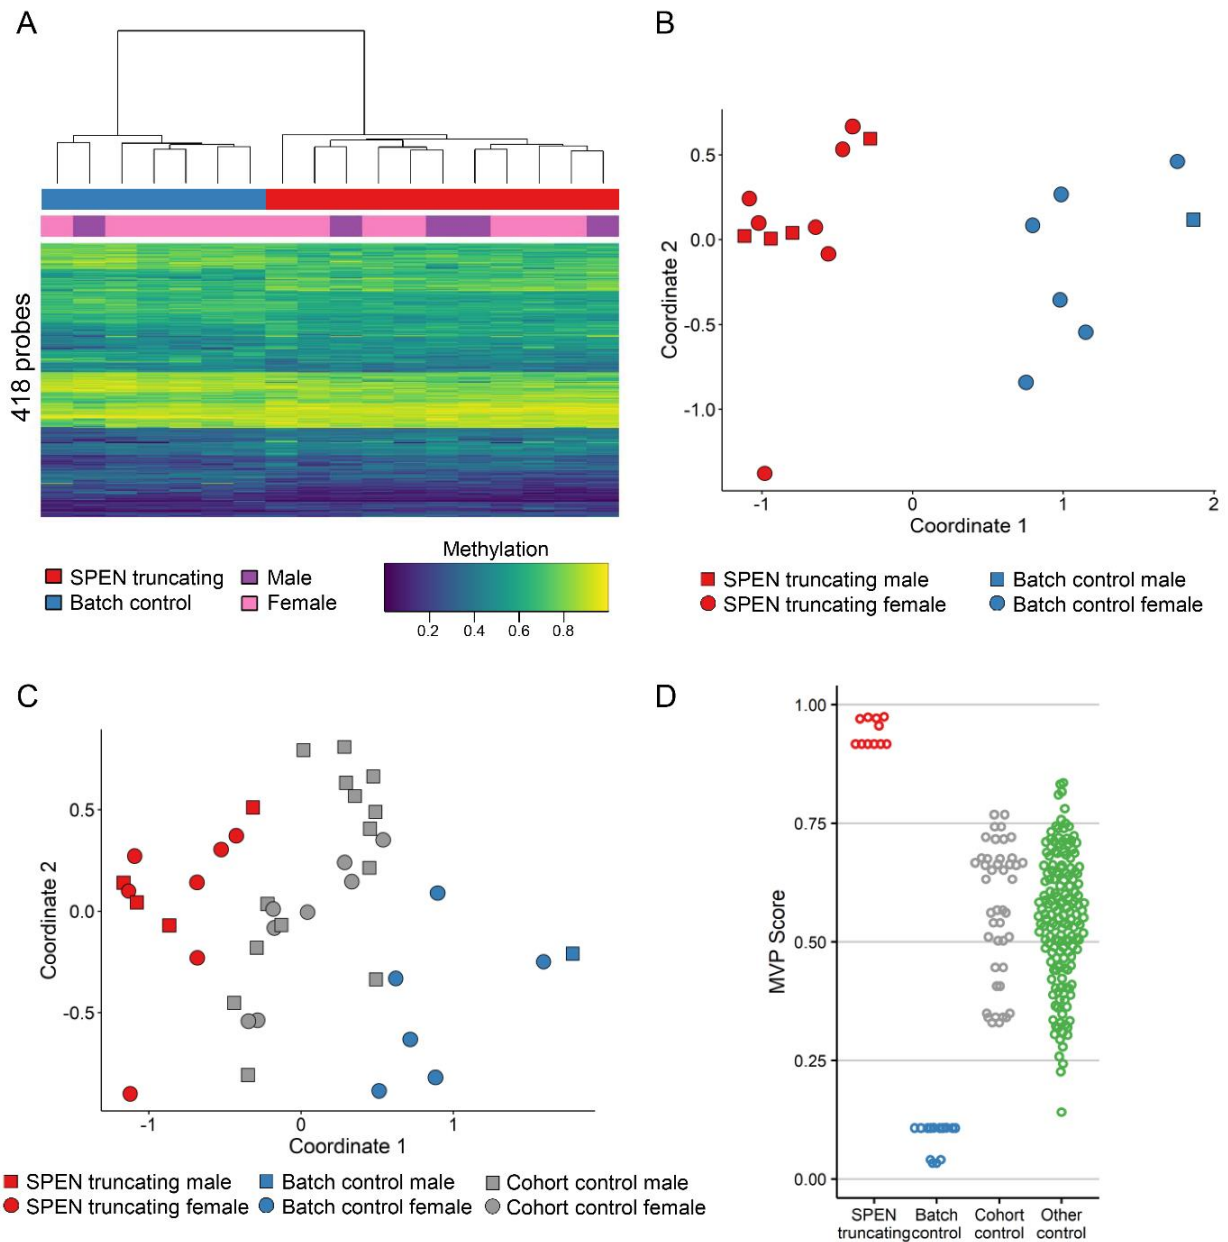 A
418 probes
SPEN truncating
Male
Batch control
Female
Methylation
0.2 0.4 0.6 0.8
B
0.5
0.0
-0.5
-1.0
Coordinate 2
-1 0 1 2
Coordinate 1
SPEN truncating male
Batch control male
SPEN truncating female
Batch control female
C
0.5
0.0
-0.5
Coordinate 2
-1 0 1
Coordinate 1
SPEN truncating male
Batch control male
Cohort control male
SPEN truncating female
Batch control female
Cohort control female
D
1.00
0.75
0.50
0.25
0.00
MVP Score
SPEN Batch Cohort Other
truncating control control control